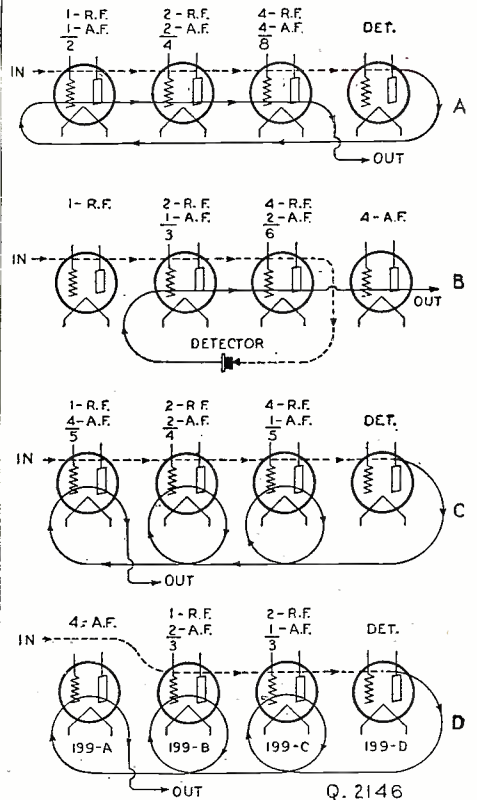 1-R.F. 2-R.F. 4-R.F.
1-A.F. 2-A.F. 4-A.F. DET.
2 4 8
IN
A
OUT
1-R.F. 2-R.F. 4-R.F.
1-A.F. 2-A.F. 4-A.F.
3 6
IN
B
OUT
DETECTOR
1-R.F. 2-R.F. 4-R.F.
4-A.F. 2-A.F. 1-A.F. DET.
5 4 5
IN
C
OUT
1-R.F. 2-R.F.
4-A.F. 2-A.F. 1-A.F. DET.
3 3
IN
D
199-A 199-B 199-C 199-D
OUT
Q. 2146